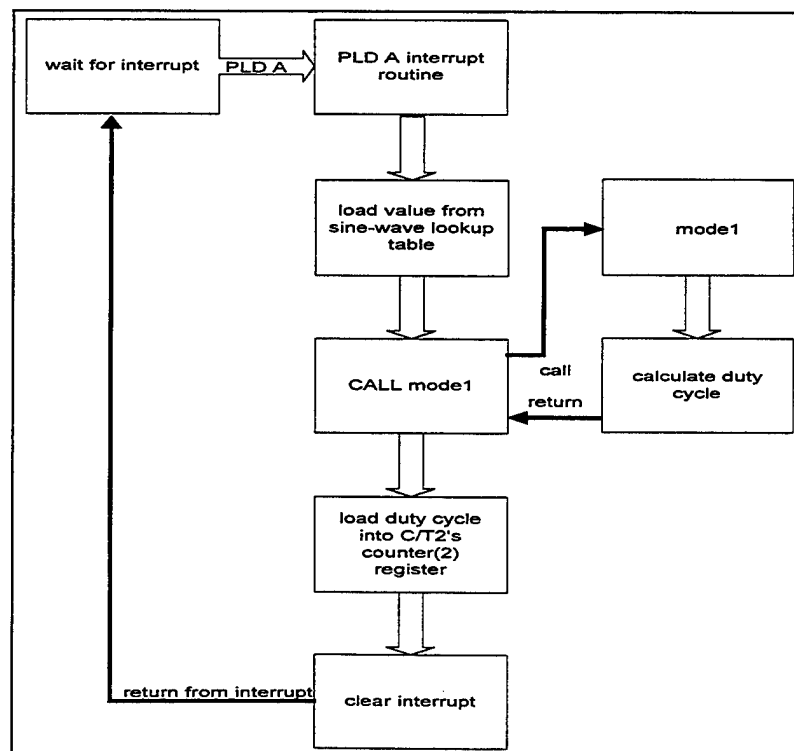 wait for interrupt
PLD A
PLD A interrupt
routine
load value from
sine-wave lookup
table
mode1
CALL mode1
call
return
calculate duty
cycle
load duty cycle
into C/T2's
counter(2)
register
return from interrupt
clear interrupt